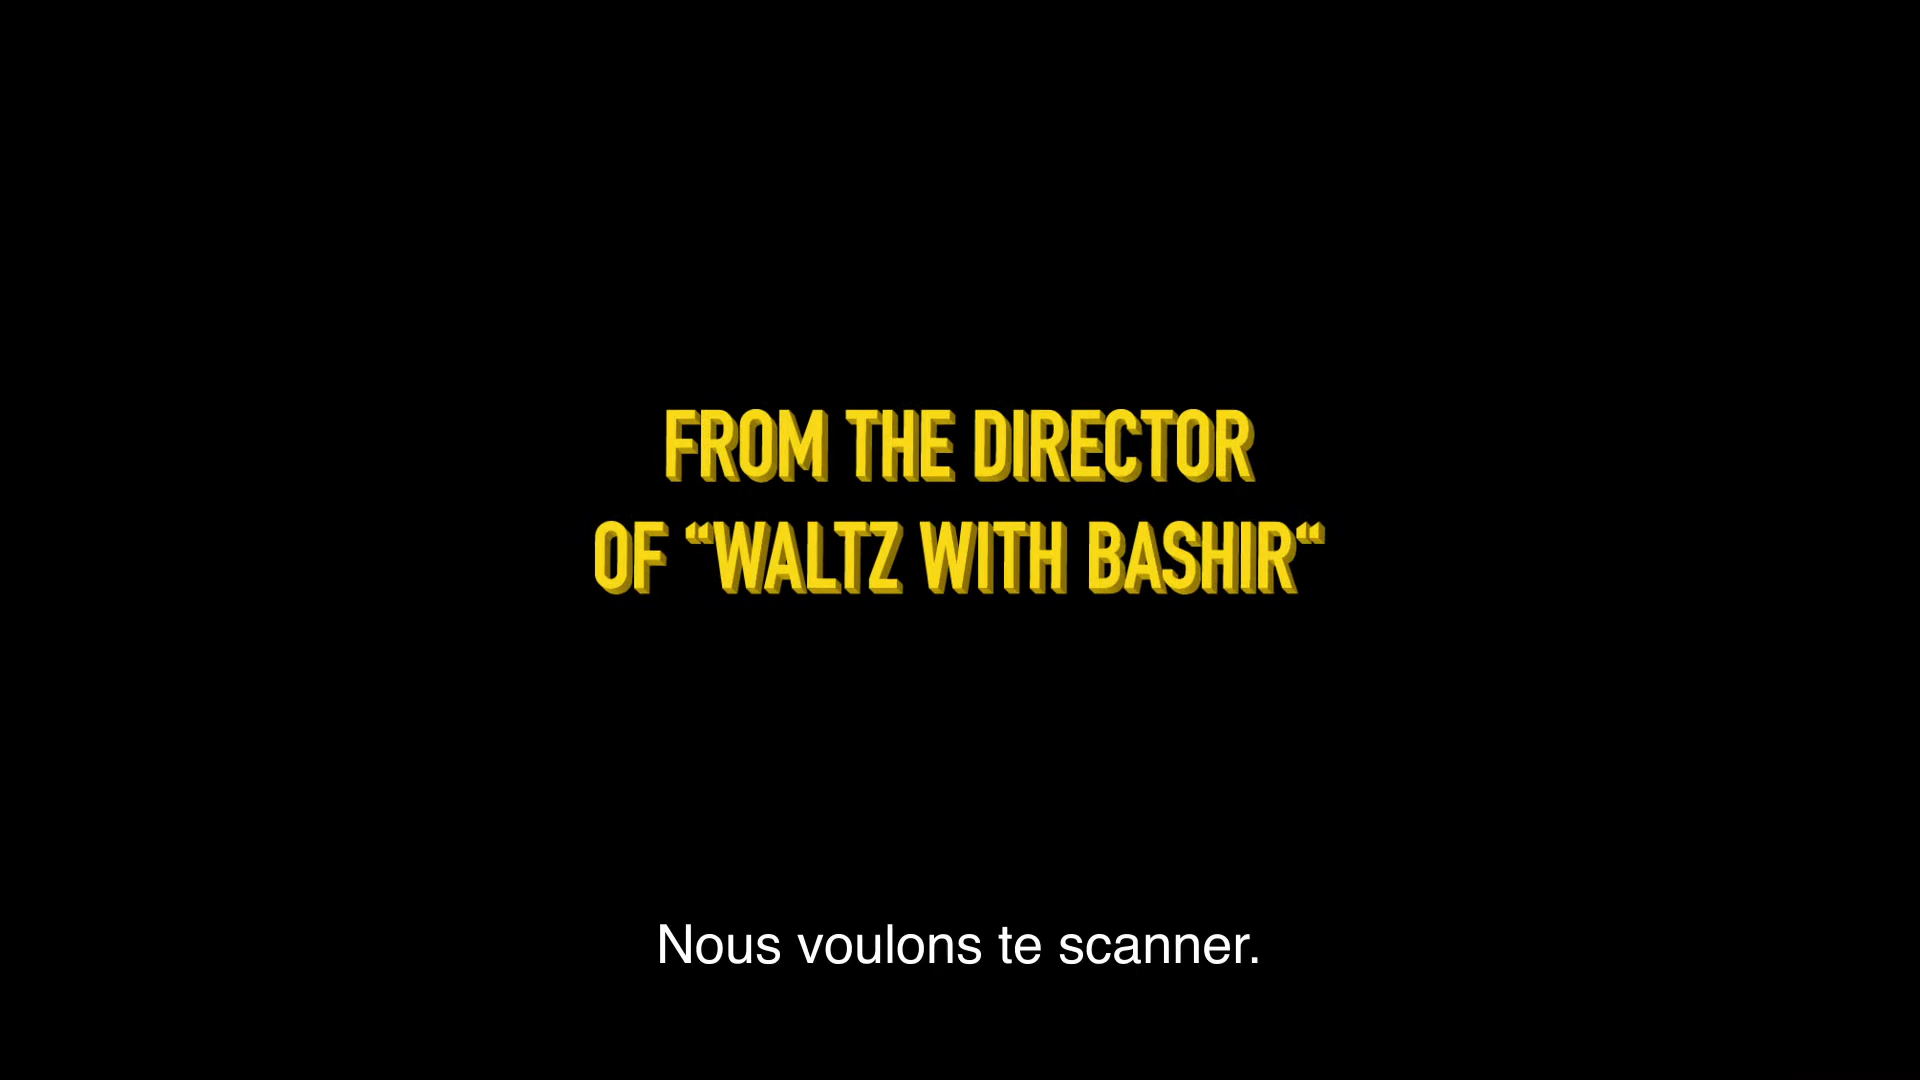 FROM THE DIRECTOR
OF “WALTZ WITH BASHIR“
Nous voulons te scanner.